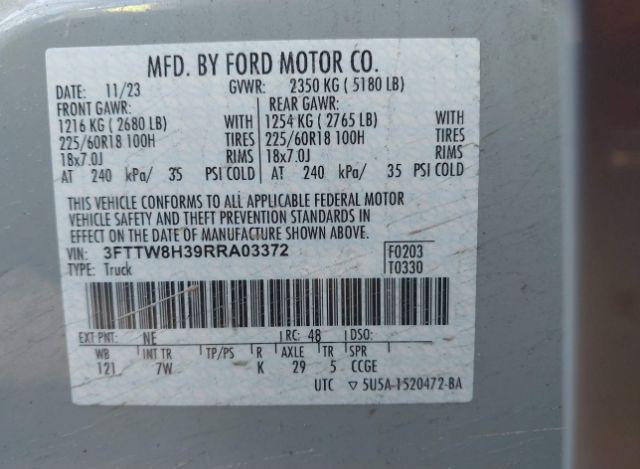 MFD. BY FORD MOTOR CO.
DATE: 11/23 GVWR: 2350 KG ( 5180 LB)
FRONT GAWR: REAR GAWR:
1216 KG ( 2680 LB) WITH 1254 KG ( 2765 LB) WITH
225/60R18 100H TIRES 225/60R18 100H TIRES
18x7.0J RIMS 18x7.0J RIMS
AT 240 kPa/ 35 PSI COLD AT 240 kPa/ 35 PSI COLD
THIS VEHICLE CONFORMS TO ALL APPLICABLE FEDERAL MOTOR
VEHICLE SAFETY AND THEFT PREVENTION STANDARDS IN
EFFECT ON THE DATE OF MANUFACTURE SHOWN ABOVE.
VIN: 3FTTW8H39RRA03372 F0203
TYPE: Truck T0330
EXT PNT: NE RC: 48 DSO:
WB INT TR TP/PS R AXLE TR SPR
121 7W K 29 5 CCGE
UTC ▽ 5U5A-1520472-BA